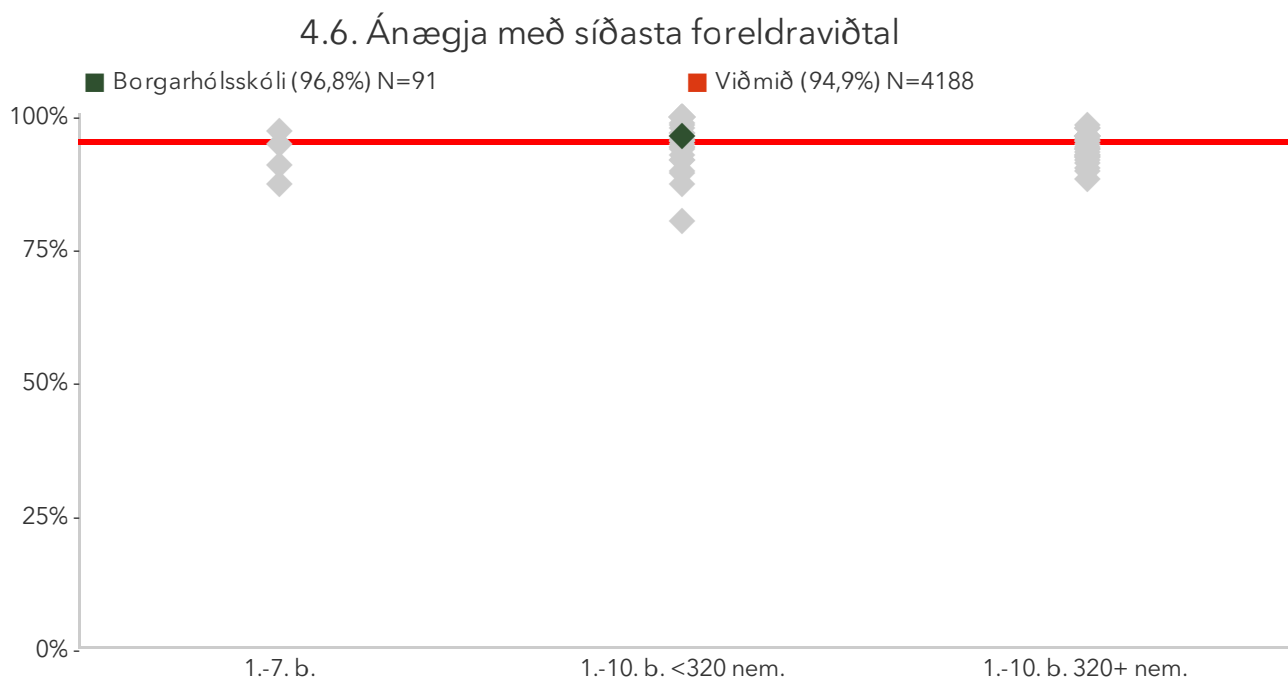 4.6. Ánægja með síðasta foreldraviðtal
Borgarhólsskóli (96,8%) N=91
Viðmið (94,9%) N=4188
100%
75%
50%
25%
0%
1.-7. b.
1.-10. b. <320 nem.
1.-10. b. 320+ nem.